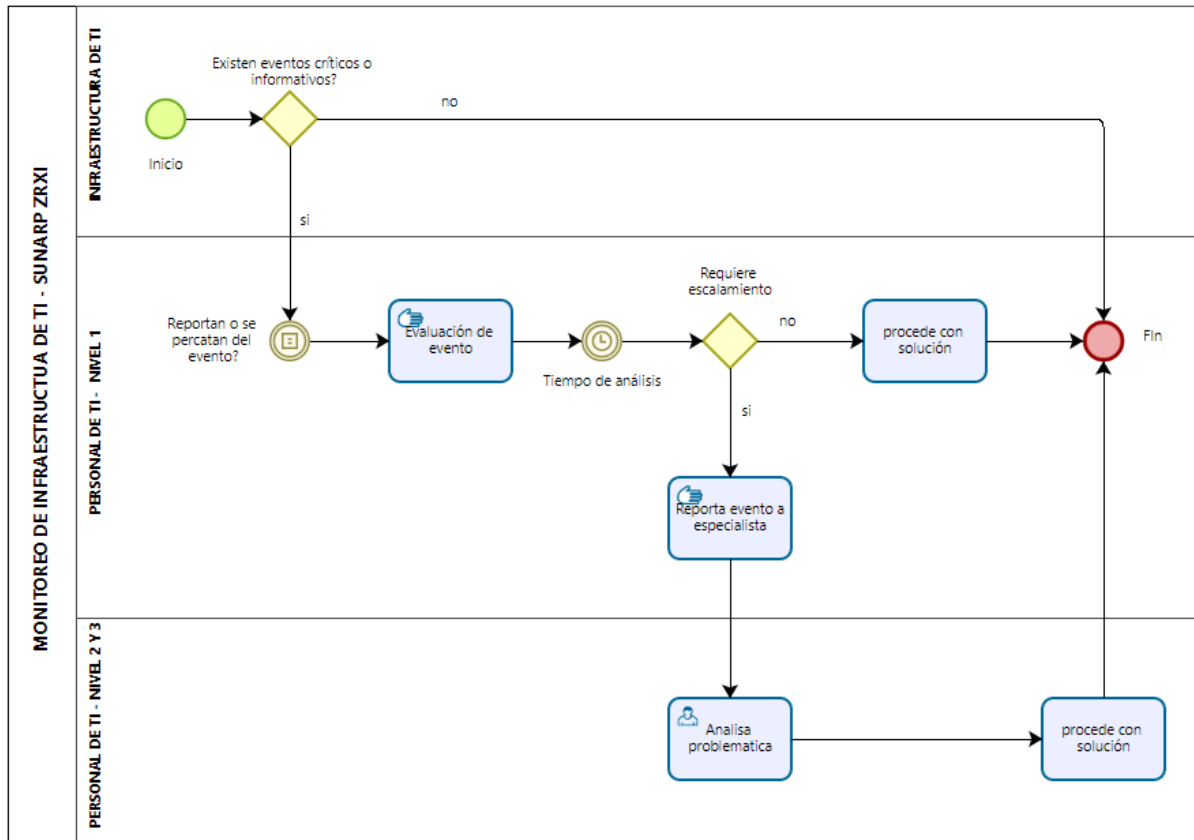 MONITOREO DE INFRAESTRUCTUA DE TI - SUNARP ZRXI
INFRAESTRUCTURA DE TI
Existen eventos críticos o
informativos?
no
Inicio
si
PERSONAL DE TI - NIVEL 1
Reportan o se
percatan del
evento?
Evaluación de
evento
Tiempo de análisis
Requiere
escalamiento
no
procede con
solución
FIn
si
Reporta evento a
especialista
PERSONAL DE TI - NIVEL 2 Y 3
Analisa
problematica
procede con
solución